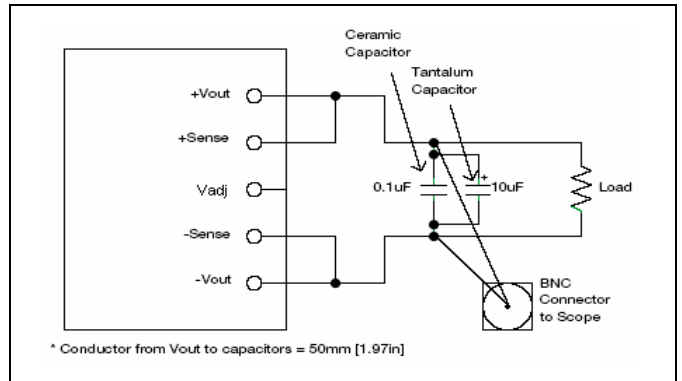 Ceramic
Capacitor
Tantalum
Capacitor
+Vout
+Sense
Vadj
-Sense
-Vout
0.1uF
+
10uF
Load
BNC
Connector
to Scope
* Conductor from Vout to capacitors = 50mm [1.97in]